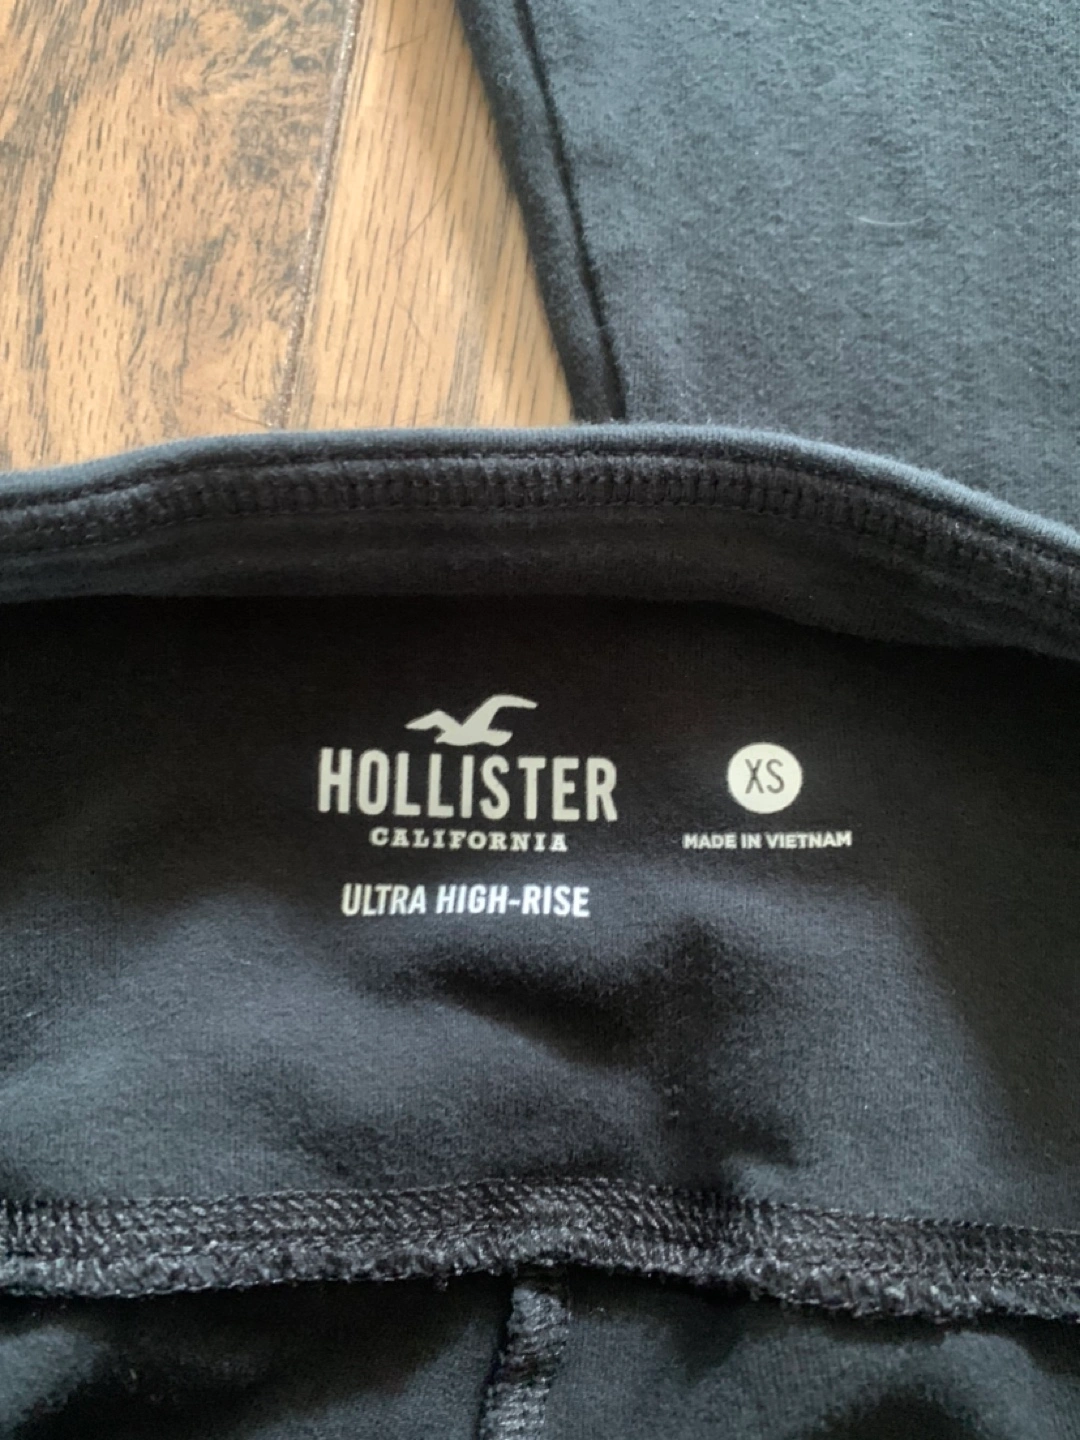 HOLLISTER
CALIFORNIA
ULTRA HIGH-RISE
XS
MADE IN VIETNAM